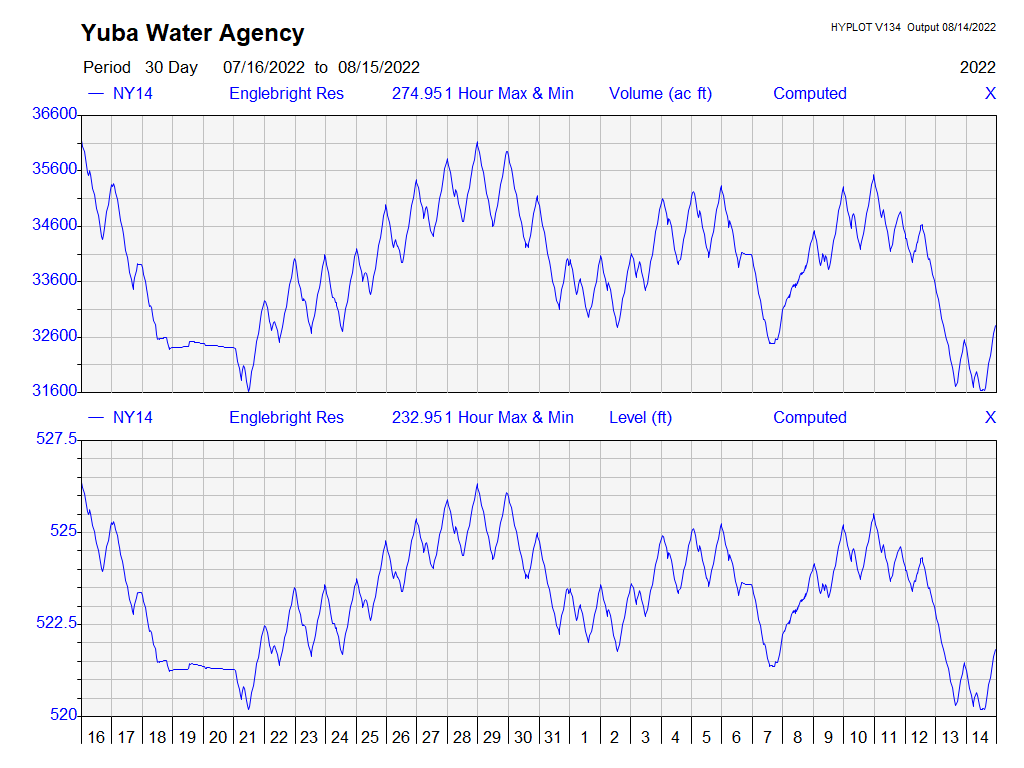 Yuba Water Agency
HYPLOT V134 Output 08/14/2022
Period 30 Day 07/16/2022 to 08/15/2022 2022
NY14 Englebright Res 274.951 Hour Max & Min Volume (ac ft) Computed X
36600
35600
34600
33600
32600
31600
NY14 Englebright Res 232.951 Hour Max & Min Level (ft) Computed X
527.5
525
522.5
520
16 17 18 19 20 21 22 23 24 25 26 27 28 29 30 31 1 2 3 4 5 6 7 8 9 10 11 12 13 14